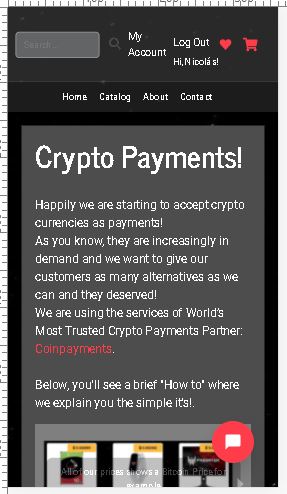 Search...
My
Account
Log Out
Hi, Nicolás!
Home Catalog About Contact
Crypto Payments!
Happily we are starting to accept crypto
currencies as payments!
As you know, they are increasingly in
demand and we want to give our
customers as many alternatives as we
can and they deserved!
We are using the services of World's
Most Trusted Crypto Payments Partner:
Coinpayments.
Below, you'll see a brief "How to" where
we explain you the simple it's!.
All of our prices shows a Bitcoin Price for
example